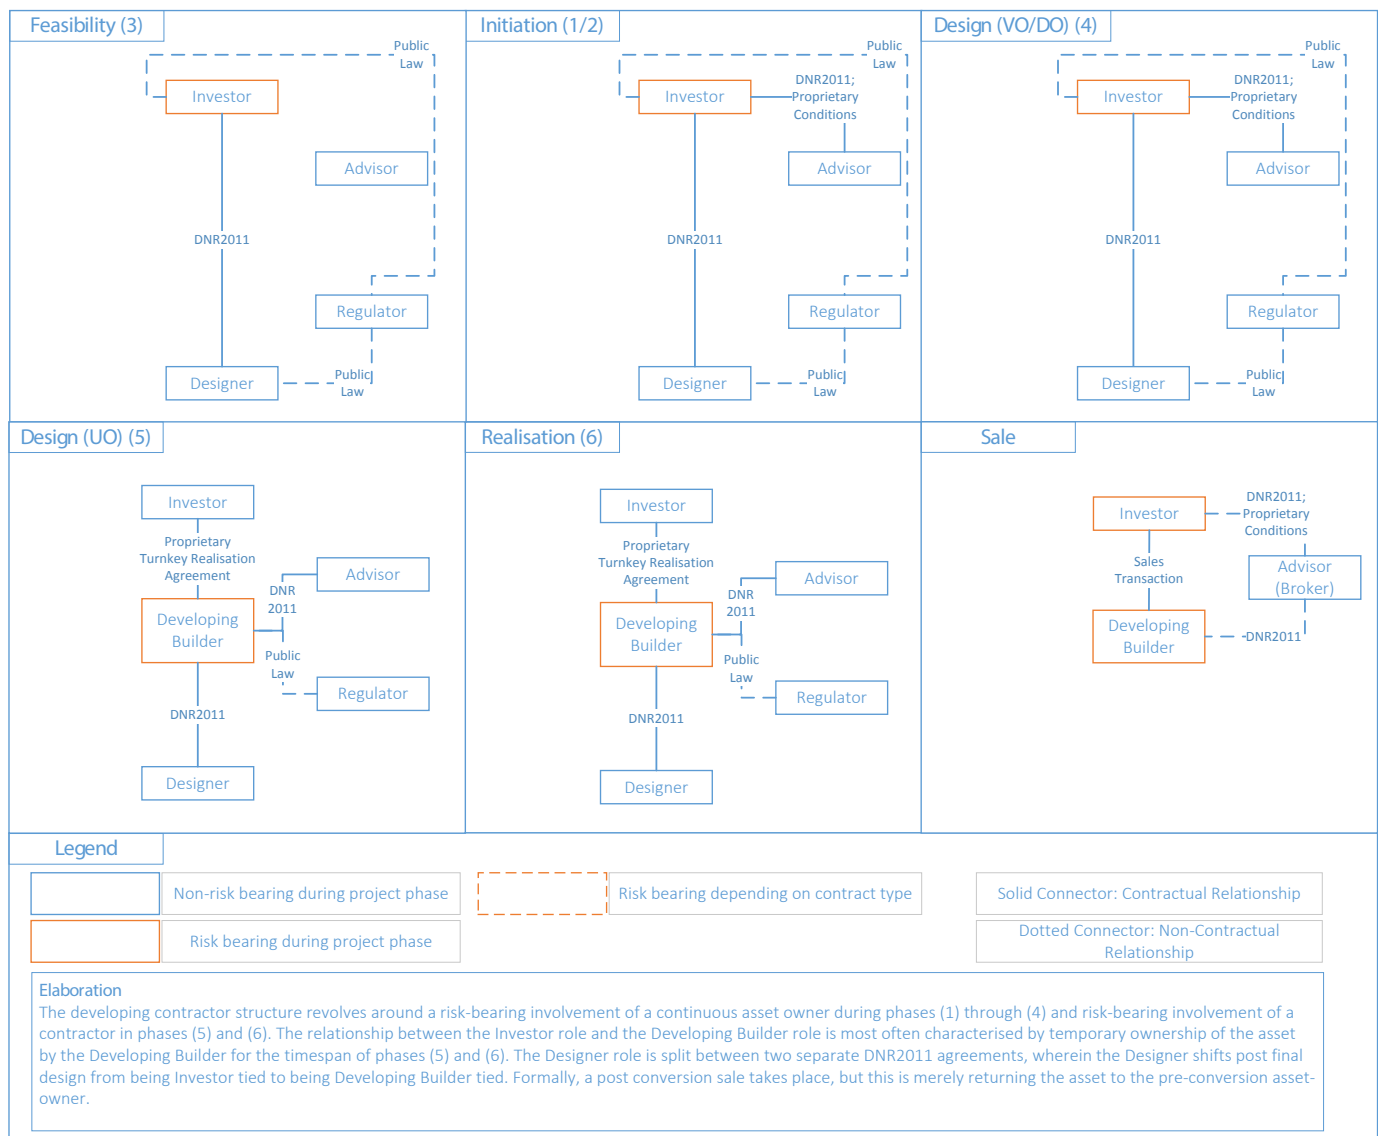 Feasibility (3)
Public
Law
Investor
Advisor
DNR2011
Regulator
Designer
Public
Law
Initiation (1/2)
Public
Law
DNR2011;
Proprietary
Conditions
Investor
Advisor
DNR2011
Regulator
Designer
Public
Law
Design (VO/DO) (4)
Public
Law
DNR2011;
Proprietary
Conditions
Investor
Advisor
DNR2011
Regulator
Designer
Public
Law
Design (UO) (5)
Investor
Proprietary
Turnkey Realisation
Agreement
Advisor
DNR
2011
Developing
Builder
Public
Law
Regulator
DNR2011
Designer
Realisation (6)
Investor
Proprietary
Turnkey Realisation
Agreement
Advisor
DNR
2011
Developing
Builder
Public
Law
Regulator
DNR2011
Designer
Sale
DNR2011;
Proprietary
Conditions
Investor
Sales
Transaction
Advisor
(Broker)
Developing
Builder
DNR2011
Legend
Non-risk bearing during project phase
Risk bearing depending on contract type
Solid Connector: Contractual Relationship
Risk bearing during project phase
Dotted Connector: Non-Contractual
Relationship
Elaboration
The developing contractor structure revolves around a risk-bearing involvement of a continuous asset owner during phases (1) through (4) and risk-bearing involvement of a
contractor in phases (5) and (6). The relationship between the Investor role and the Developing Builder role is most often characterised by temporary ownership of the asset
by the Developing Builder for the timespan of phases (5) and (6). The Designer role is split between two separate DNR2011 agreements, wherein the Designer shifts post final
design from being Investor tied to being Developing Builder tied. Formally, a post conversion sale takes place, but this is merely returning the asset to the pre-conversion asset-
owner.